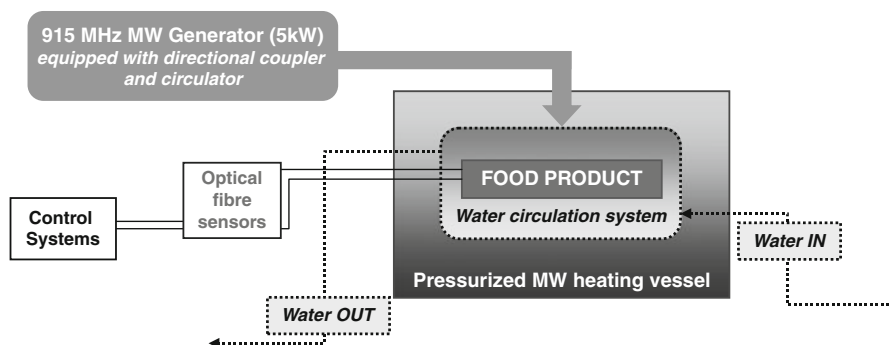 915 MHz MW Generator (5kW)
equipped with directional coupler
and circulator
Optical
fibre
sensors
FOOD PRODUCT
Control
Systems
Water circulation system
Water IN
Pressurized MW heating vessel
Water OUT